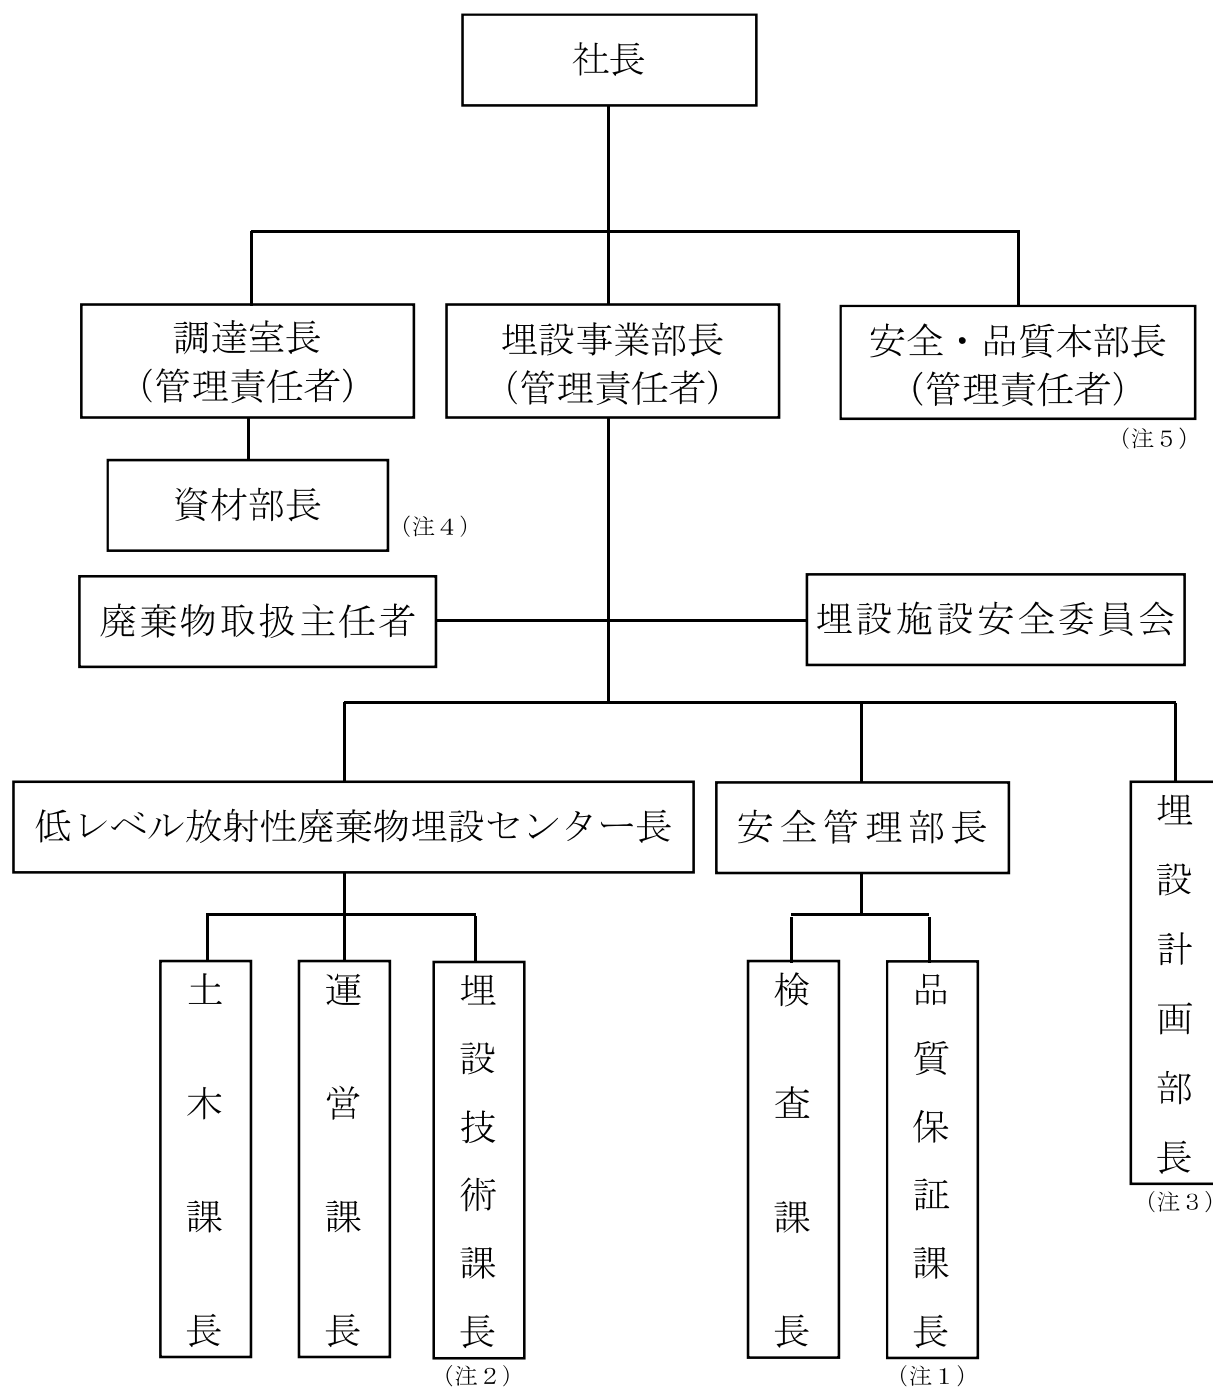 社長
調達室長
（管理責任者）
埋設事業部長
（管理責任者）
安全・品質本部長
（管理責任者）
（注５）
資材部長
（注４）
廃棄物取扱主任者
埋設施設安全委員会
低レベル放射性廃棄物埋設センター長
安全管理部長
埋設計画部長
（注３）
土木課長
運営課長
埋設技術課長
（注２）
検査課長
品質保証課長
（注１）